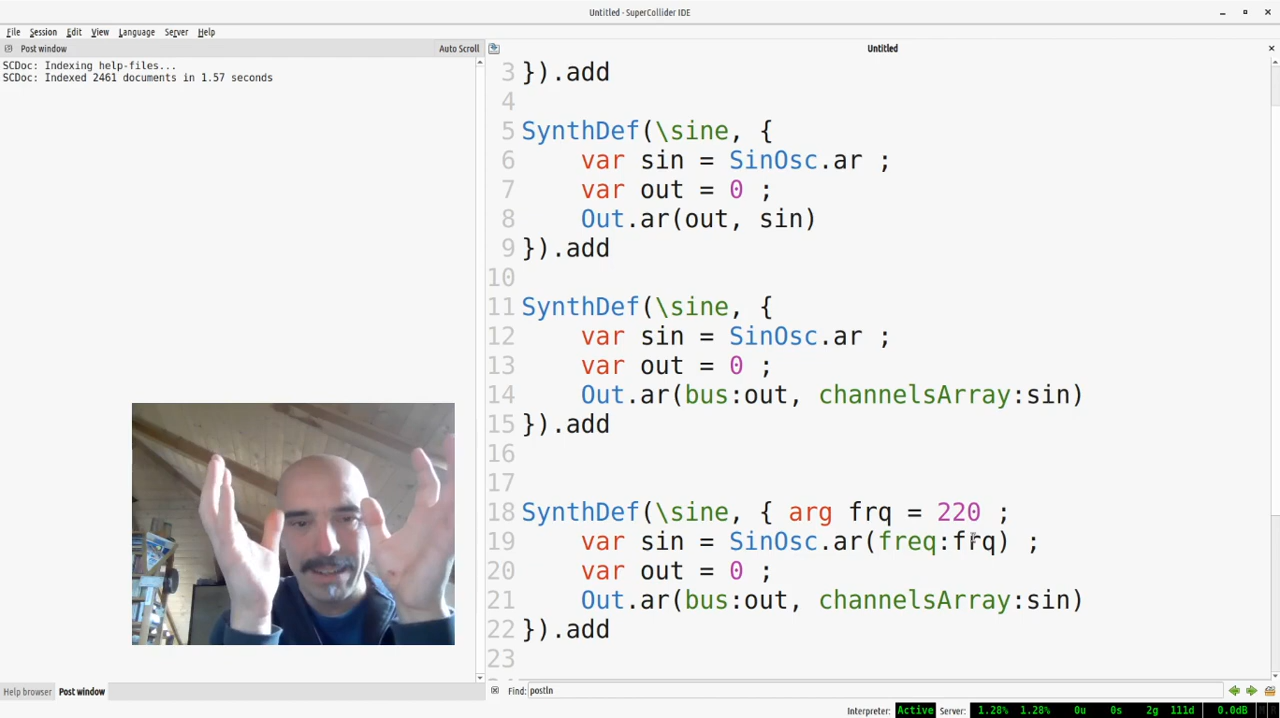 Untitled - SuperCollider IDE
File Session Edit View Language Server Help
Post window
Auto Scroll
SCDoc: Indexing help-files...
SCDoc: Indexed 2461 documents in 1.57 seconds
Untitled
3 }).add
4
5 SynthDef(\sine, {
6 var sin = SinOsc.ar ;
7 var out = 0 ;
8 Out.ar(out, sin)
9 }).add
10
11 SynthDef(\sine, {
12 var sin = SinOsc.ar ;
13 var out = 0 ;
14 Out.ar(bus:out, channelsArray:sin)
15 }).add
16
17
18 SynthDef(\sine, { arg frq = 220 ;
19 var sin = SinOsc.ar(freq:frq) ;
20 var out = 0 ;
21 Out.ar(bus:out, channelsArray:sin)
22 }).add
23
Help browser Post window
Find: postln
Interpreter: Active Server: 1.28% 1.28% 0u 0s 2g 111d 0.0dB